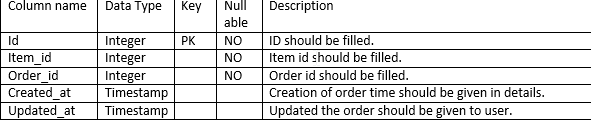 Column name Data Type Key Null able Description
Id Integer PK NO ID should be filled.
Item_id Integer NO Item id should be filled.
Order_id Integer NO Order id should be filled.
Created_at Timestamp Creation of order time should be given in details.
Updated_at Timestamp Updated the order should be given to user.